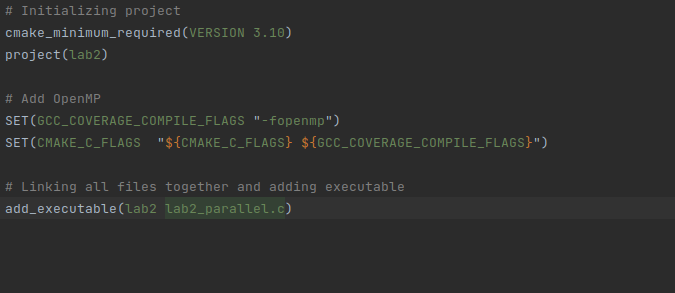 # Initializing project
cmake_minimum_required(VERSION 3.10)
project(lab2)
# Add OpenMP
SET(GCC_COVERAGE_COMPILE_FLAGS "-fopenmp")
SET(CMAKE_C_FLAGS  "${CMAKE_C_FLAGS} ${GCC_COVERAGE_COMPILE_FLAGS}")
# Linking all files together and adding executable
add_executable(lab2 lab2_parallel.c)